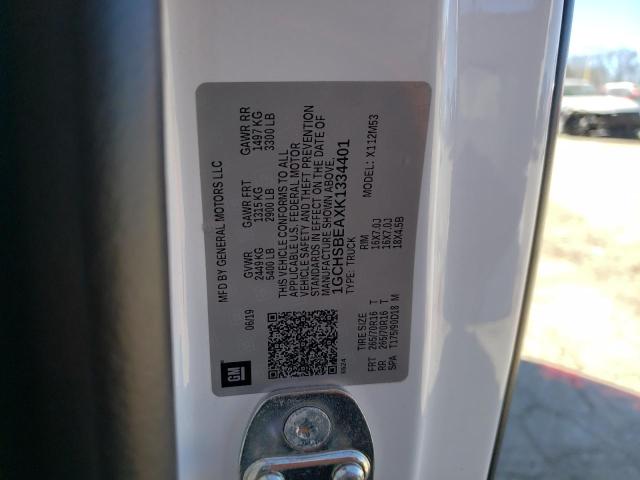 MFD BY GENERAL MOTORS LLC
06/19
GVWR GAWR FRT GAWR RR
2449 KG 1315 KG 1497 KG
5400 LB 2900 LB 3300 LB
THIS VEHICLE CONFORMS TO ALL
APPLICABLE U.S. FEDERAL MOTOR
VEHICLE SAFETY AND THEFT PREVENTION
STANDARDS IN EFFECT ON THE DATE OF
MANUFACTURE SHOWN ABOVE.
1GCHSBEAXK1334401
TYPE: TRUCK MODEL: X112M53
TIRE SIZE RIM
FRT 265/70R16 T 16X7.0J
RR 265/70R16 T 16X7.0J
SPA T175/90D18 M 18X4.5B
GM
6624